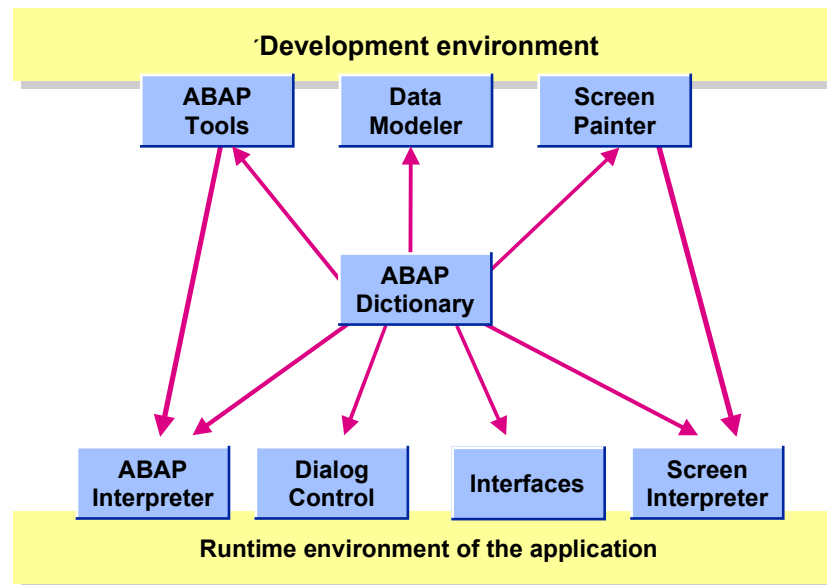 ´Development environment
ABAP
Tools
Data
Modeler
Screen
Painter
ABAP
Dictionary
ABAP
Interpreter
Dialog
Control
Interfaces
Screen
Interpreter
Runtime environment of the application